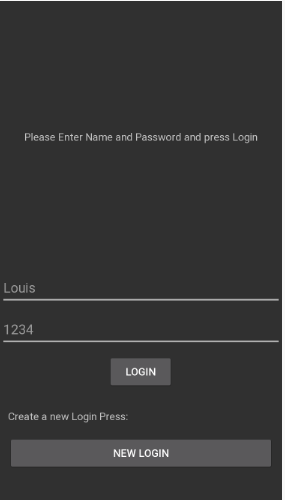 Please Enter Name and Password and press Login
Louis
1234
LOGIN
Create a new Login Press:
NEW LOGIN